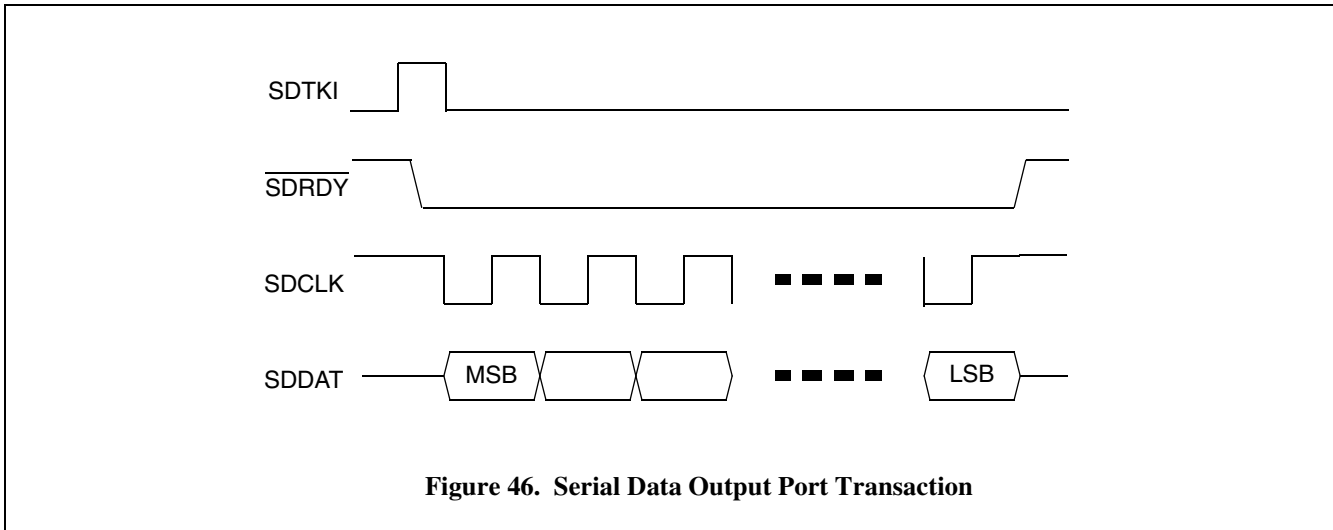 SDTKI
SDRDY
SDCLK
SDDAT
MSB
LSB
Figure 46. Serial Data Output Port Transaction